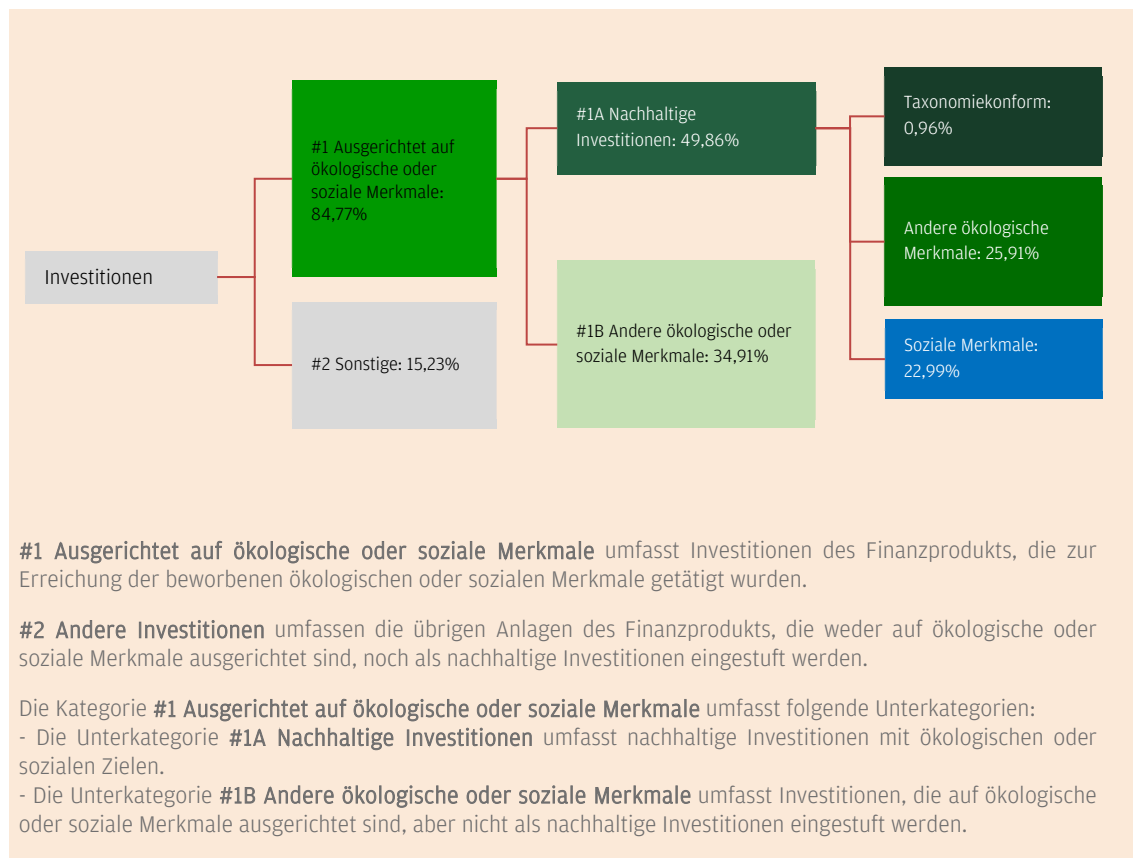 Investitionen
#1 Ausgerichtet auf
ökologische oder
soziale Merkmale:
84,77%
#2 Sonstige: 15,23%
#1A Nachhaltige
Investitionen: 49,86%
#1B Andere ökologische oder
soziale Merkmale: 34,91%
Taxonomiekonform:
0,96%
Andere ökologische
Merkmale: 25,91%
Soziale Merkmale:
22,99%
#1 Ausgerichtet auf ökologische oder soziale Merkmale umfasst Investitionen des Finanzprodukts, die zur
Erreichung der beworbenen ökologischen oder sozialen Merkmale getätigt wurden.
#2 Andere Investitionen umfassen die übrigen Anlagen des Finanzprodukts, die weder auf ökologische oder
soziale Merkmale ausgerichtet sind, noch als nachhaltige Investitionen eingestuft werden.
Die Kategorie #1 Ausgerichtet auf ökologische oder soziale Merkmale umfasst folgende Unterkategorien:
- Die Unterkategorie #1A Nachhaltige Investitionen umfasst nachhaltige Investitionen mit ökologischen oder
sozialen Zielen.
- Die Unterkategorie #1B Andere ökologische oder soziale Merkmale umfasst Investitionen, die auf ökologische
oder soziale Merkmale ausgerichtet sind, aber nicht als nachhaltige Investitionen eingestuft werden.